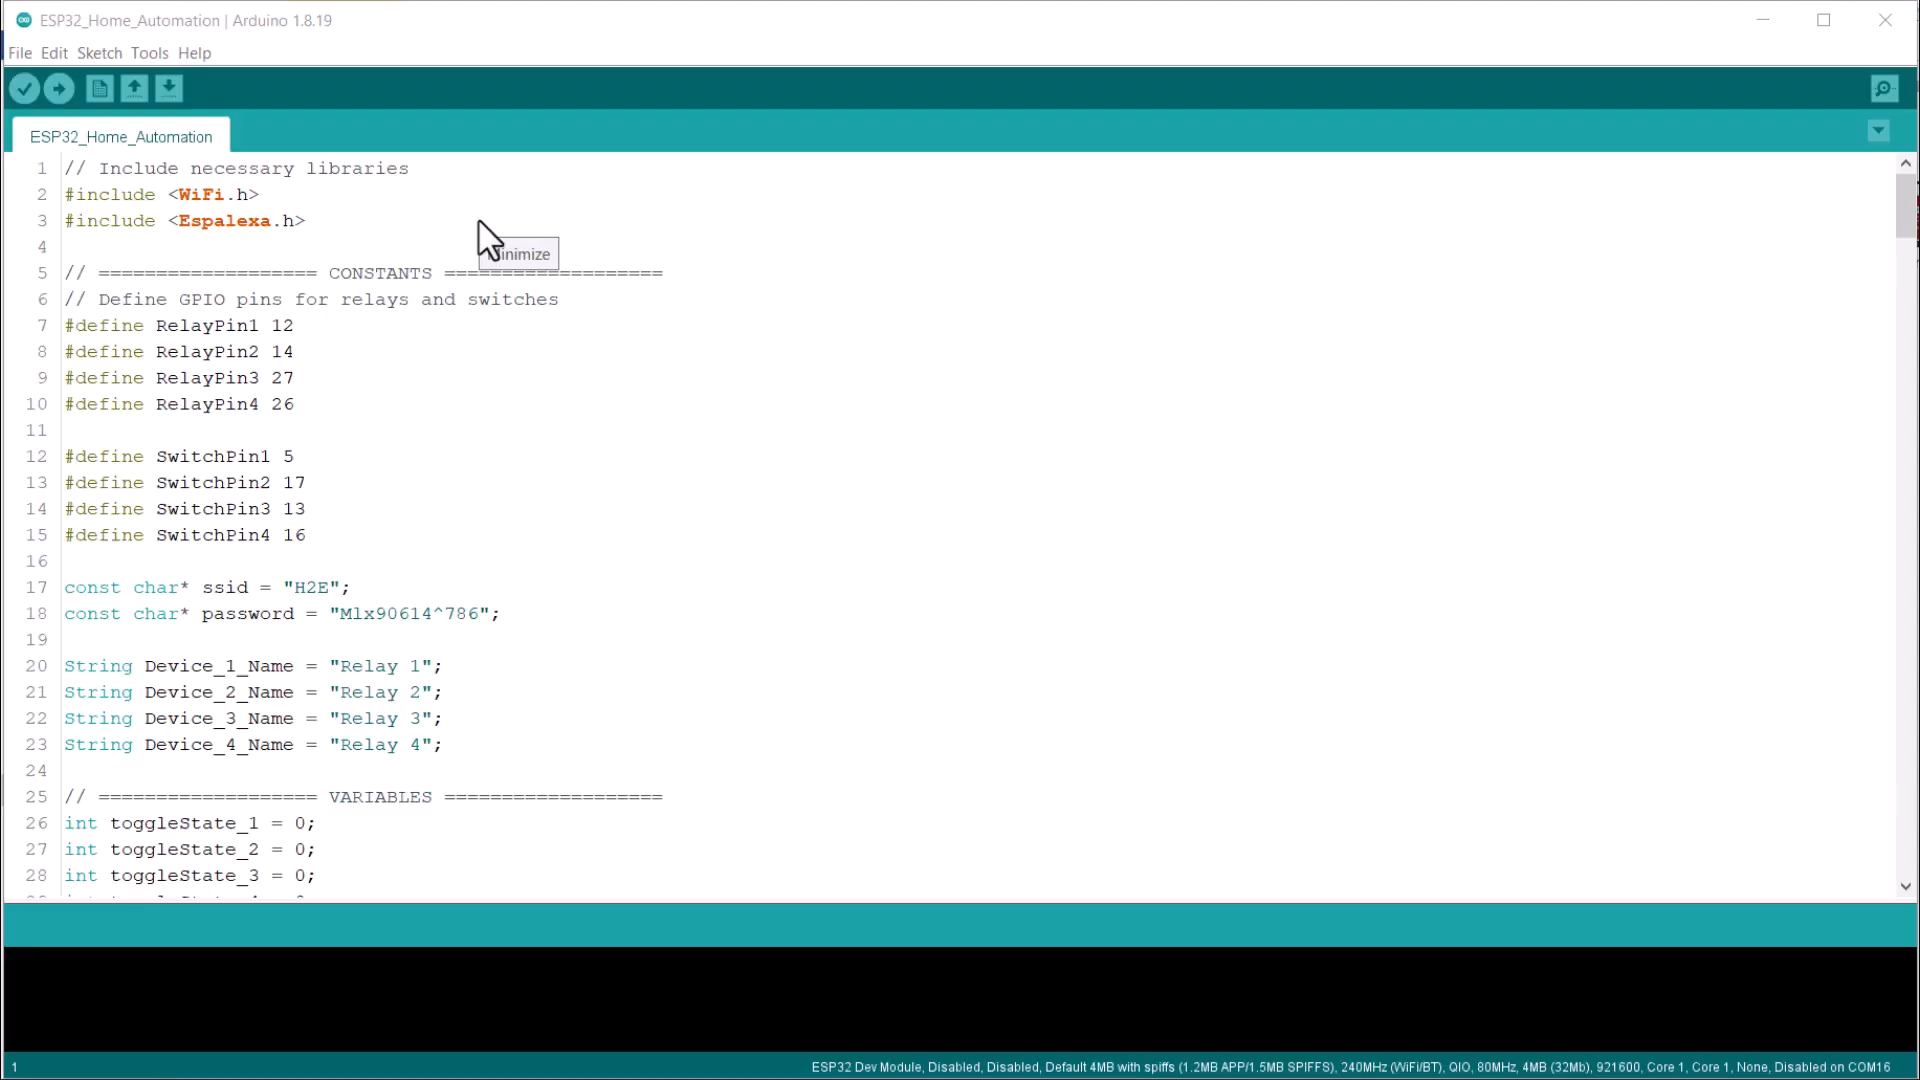 ESP32_Home_Automation | Arduino 1.8.19
File Edit Sketch Tools Help
ESP32_Home_Automation
1 // Include necessary libraries
2 #include <WiFi.h>
3 #include <Espalexa.h>
4
5 // =================== CONSTANTS ===================
6 // Define GPIO pins for relays and switches
7 #define RelayPin1 12
8 #define RelayPin2 14
9 #define RelayPin3 27
10 #define RelayPin4 26
11
12 #define SwitchPin1 5
13 #define SwitchPin2 17
14 #define SwitchPin3 13
15 #define SwitchPin4 16
16
17 const char* ssid = "H2E";
18 const char* password = "Mlx90614^786";
19
20 String Device_1_Name = "Relay 1";
21 String Device_2_Name = "Relay 2";
22 String Device_3_Name = "Relay 3";
23 String Device_4_Name = "Relay 4";
24
25 // =================== VARIABLES ===================
26 int toggleState_1 = 0;
27 int toggleState_2 = 0;
28 int toggleState_3 = 0;
1
ESP32 Dev Module, Disabled, Disabled, Default 4MB with spiffs (1.2MB APP/1.5MB SPIFFS), 240MHz (WiFi/BT), QIO, 80MHz, 4MB (32Mb), 921600, Core 1, Core 1, None, Disabled on COM16